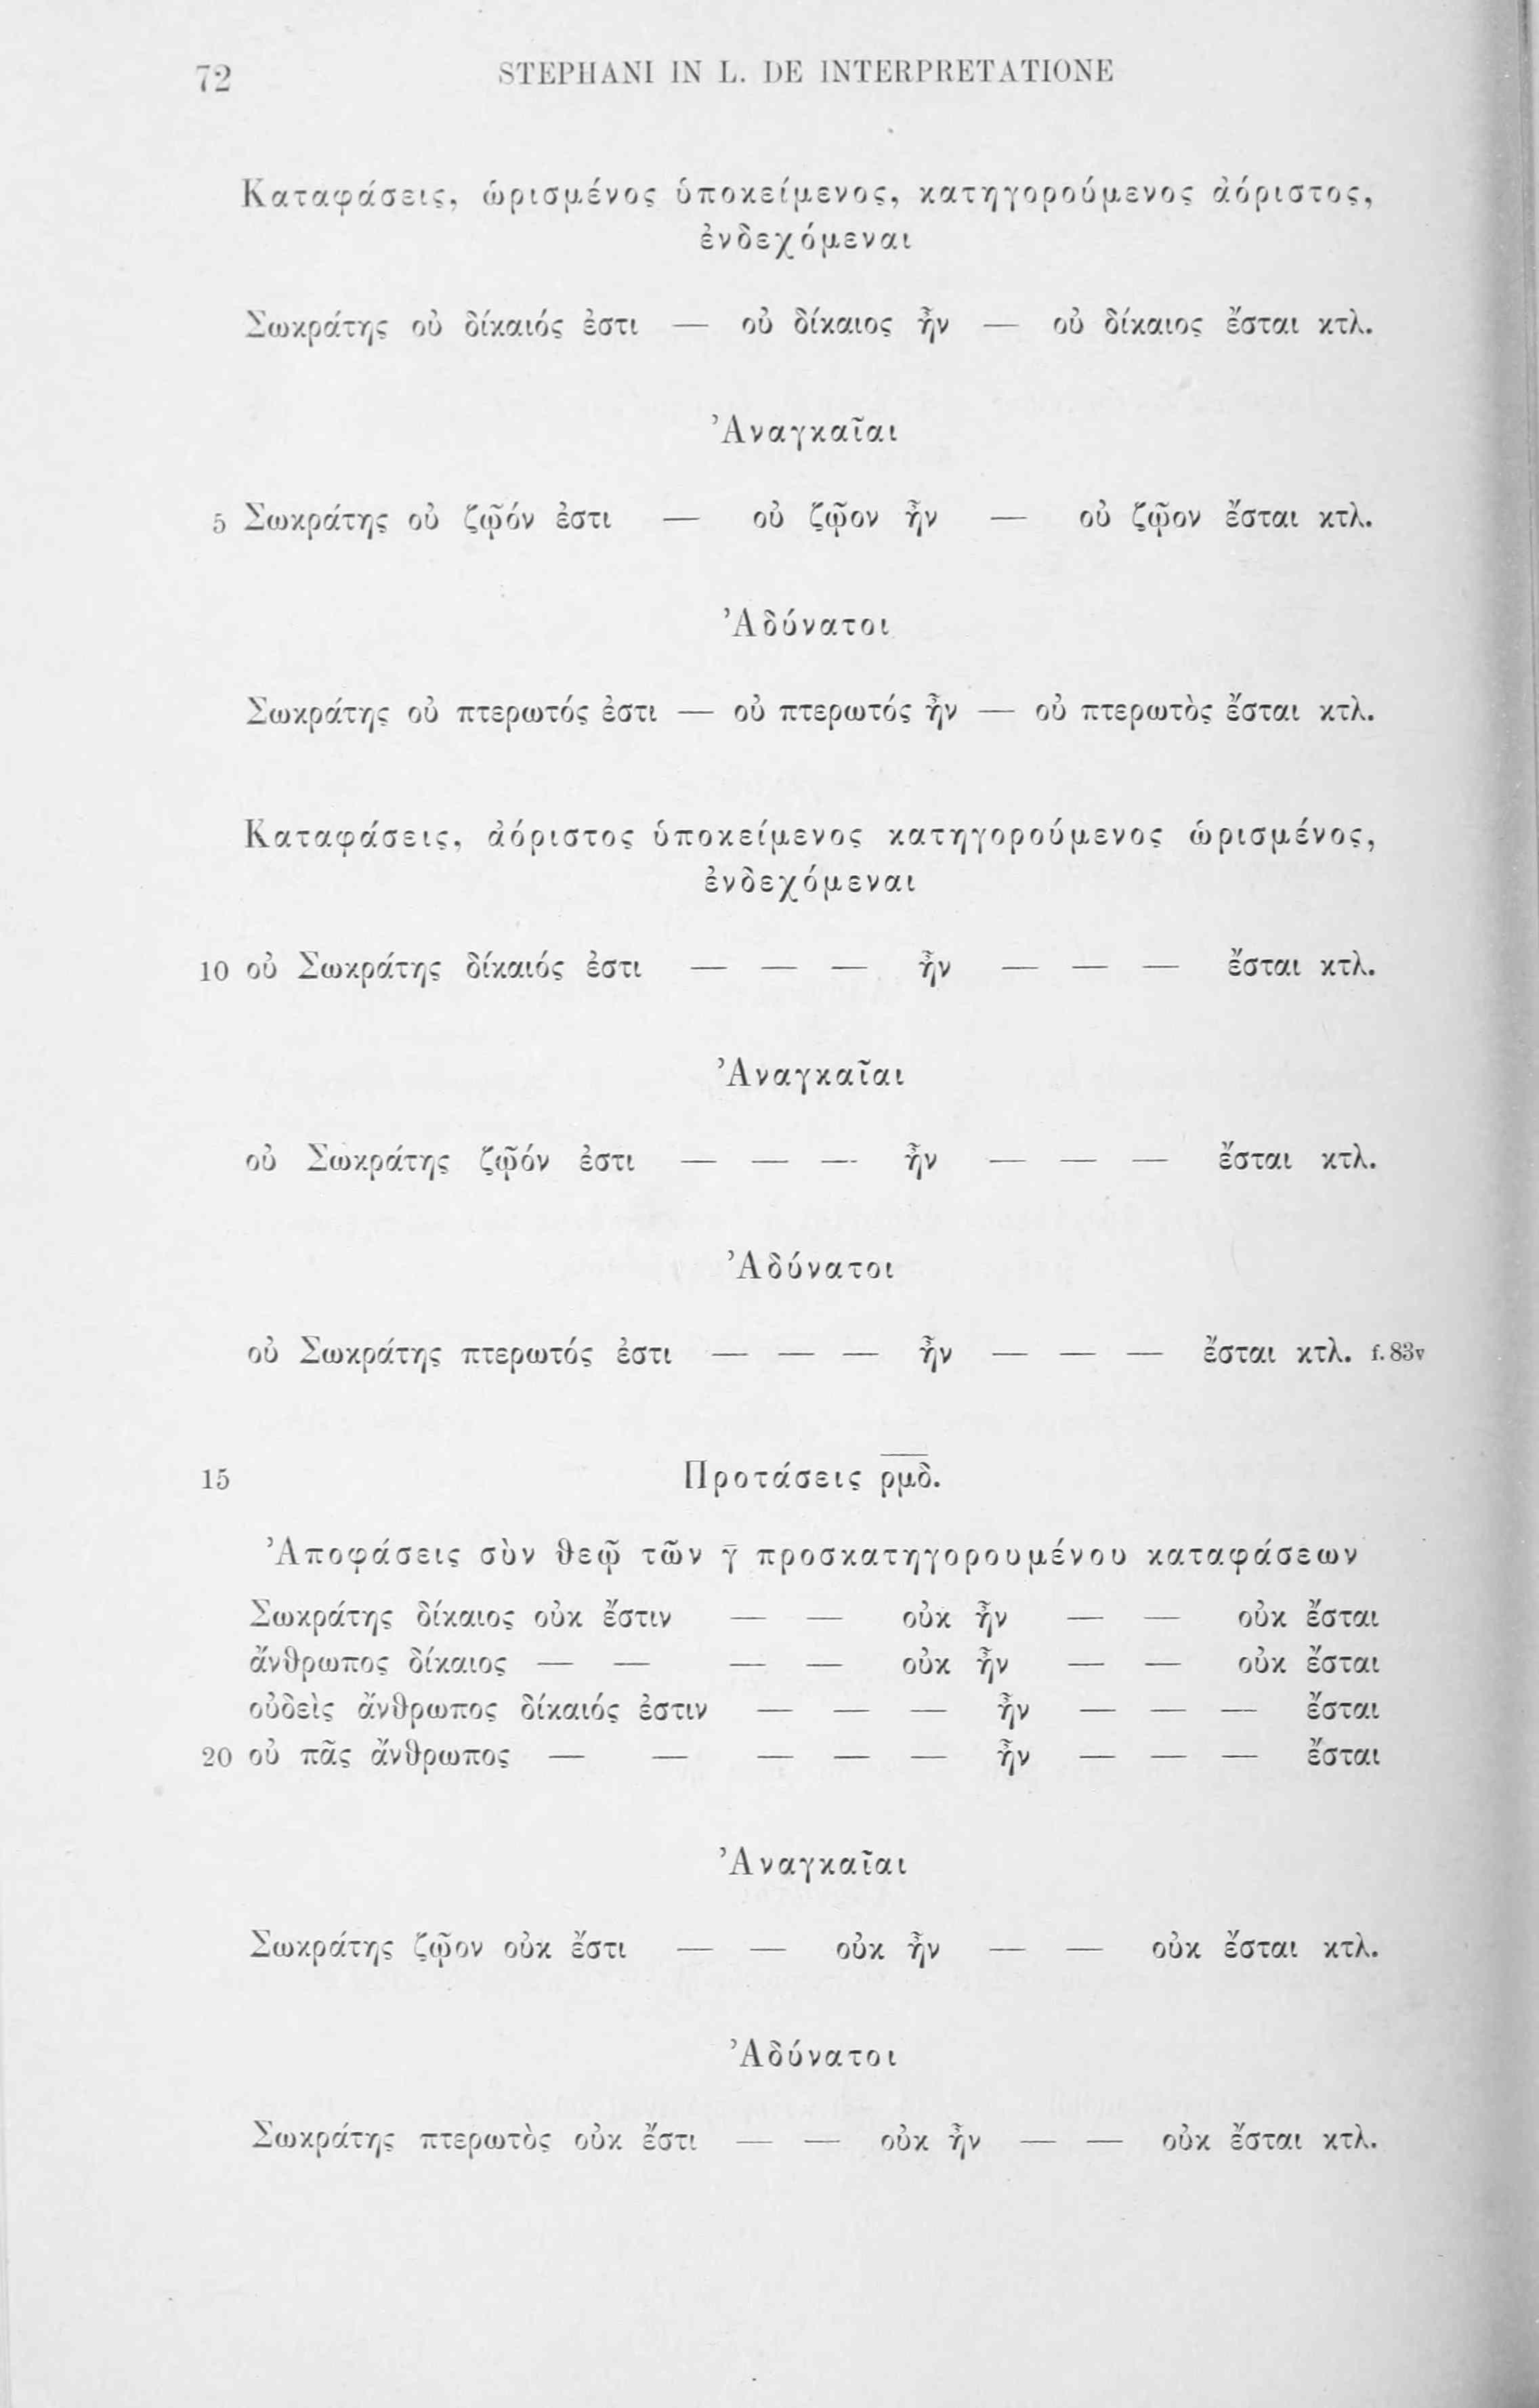 72 STEPHANI IN L. DE INTERPRETATIONE
Καταφάσεις, ὡρισμένος ὑποκείμενος, κατηγορούμενος ἀόριστος,
ἐνδεχόμεναι
Σωκράτης οὐ δίκαιός ἐστι — οὐ δίκαιος ἦν — οὐ δίκαιος ἔσται κτλ.
Ἀναγκαῖαι
5 Σωκράτης οὐ ζῷόν ἐστι — οὐ ζῷον ἦν — οὐ ζῷον ἔσται κτλ.
Ἀδύνατοι
Σωκράτης οὐ πτερωτός ἐστι — οὐ πτερωτός ἦν — οὐ πτερωτὸς ἔσται κτλ.
Καταφάσεις, ἀόριστος ὑποκείμενος κατηγορούμενος ὡρισμένος,
ἐνδεχόμεναι
10 οὐ Σωκράτης δίκαιός ἐστι — — — ἦν — — — ἔσται κτλ.
Ἀναγκαῖαι
οὐ Σωκράτης ζῷόν ἐστι — — — ἦν — — — ἔσται κτλ.
Ἀδύνατοι
οὐ Σωκράτης πτερωτός ἐστι — — — ἦν — — — ἔσται κτλ. f. 83v
15 Προτάσεις ρ̅μ̅δ̅.
Ἀποφάσεις σὺν θεῷ τῶν γ̅ προσκατηγορουμένου καταφάσεων
Σωκράτης δίκαιος οὐκ ἔστιν — — οὐκ ἦν — — οὐκ ἔσται
ἄνθρωπος δίκαιος — — — — οὐκ ἦν — — οὐκ ἔσται
οὐδεὶς ἄνθρωπος δίκαιός ἐστιν — — — ἦν — — — ἔσται
20 οὐ πᾶς ἄνθρωπος — — — — — ἦν — — — ἔσται
Ἀναγκαῖαι
Σωκράτης ζῷον οὐκ ἔστι — — οὐκ ἦν — — οὐκ ἔσται κτλ.
Ἀδύνατοι
Σωκράτης πτερωτὸς οὐκ ἔστι — — οὐκ ἦν — — οὐκ ἔσται κτλ.